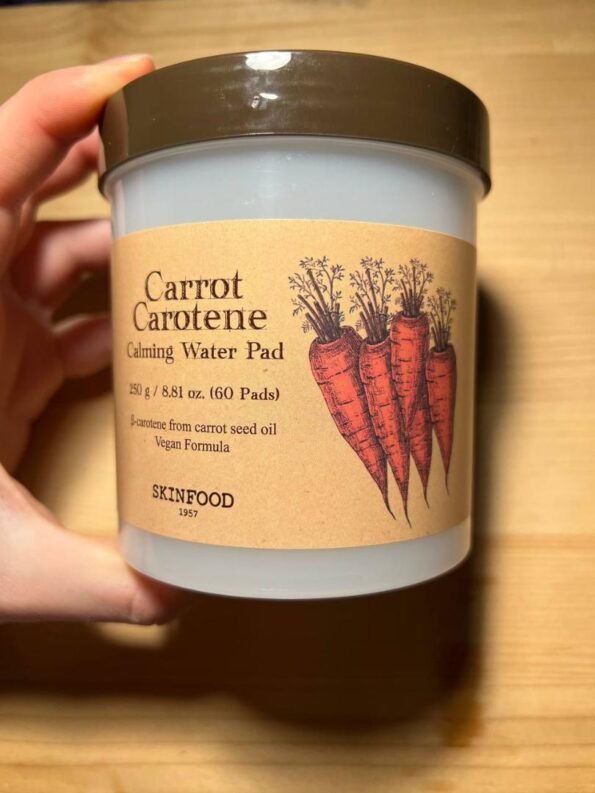 Carrot
Carotene
Calming Water Pad
250 g / 8.81 oz. (60 Pads)
β-carotene from carrot seed oil
Vegan Formula
SKINFOOD
1957